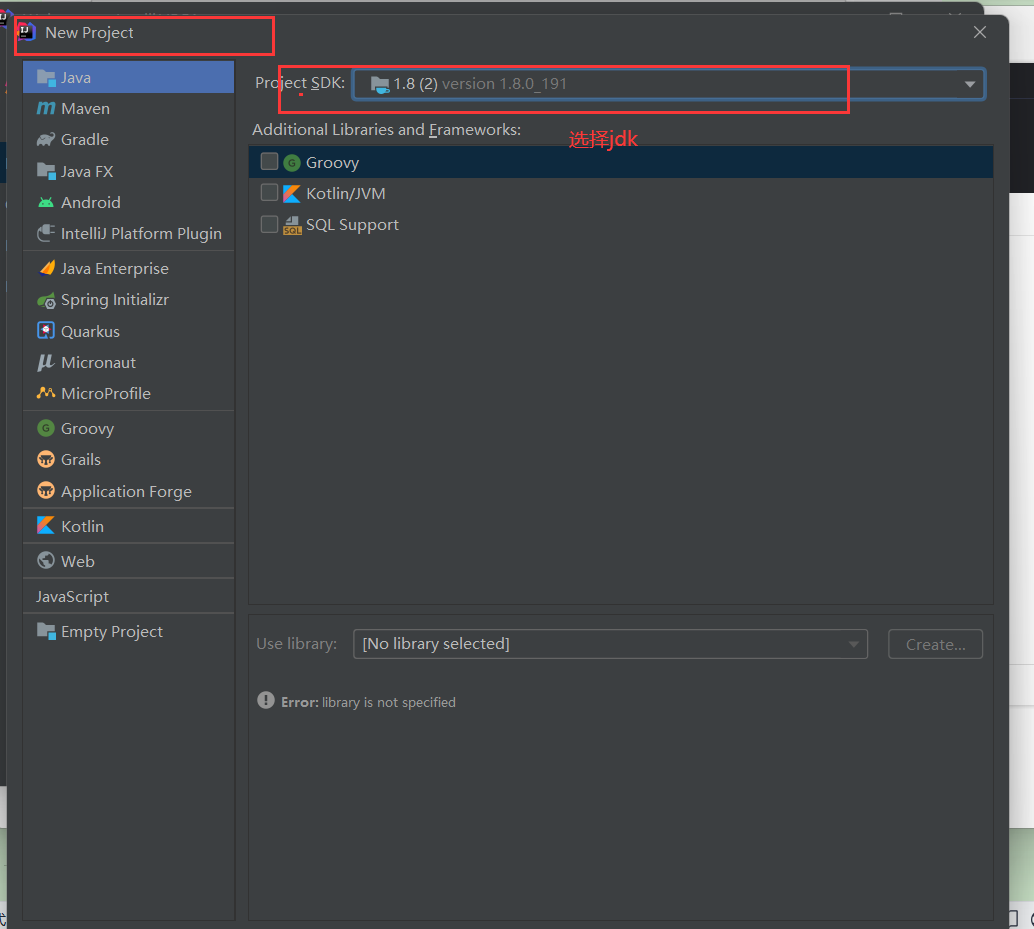 New Project
Java
Maven
Gradle
Java FX
Android
IntelliJ Platform Plugin
Java Enterprise
Spring Initializr
Quarkus
Micronaut
MicroProfile
Groovy
Grails
Application Forge
Kotlin
Web
JavaScript
Empty Project
Project SDK: 1.8 (2) version 1.8.0_191
Additional Libraries and Frameworks:
选择jdk
Groovy
Kotlin/JVM
SQL Support
Use library: [No library selected] Create...
Error: library is not specified